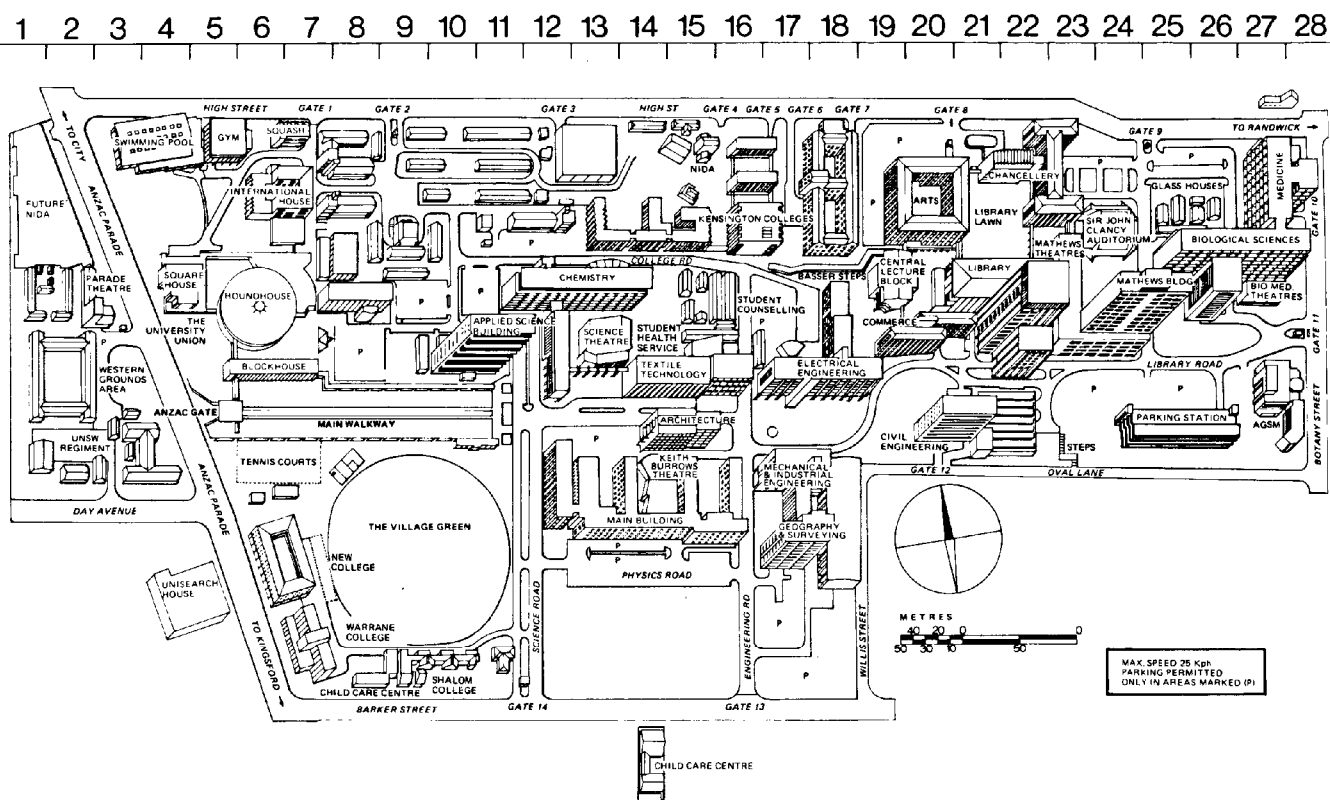 1 2 3 4 5 6 7 8 9 10 11 12 13 14 15 16 17 18 19 20 21 22 23 24 25 26 27 28
HIGH STREET GATE 1 GATE 2 GATE 3 HIGH ST GATE 4 GATE 5 GATE 6 GATE 7 GATE 8
GATE 9
TO RANDWICK
TO CITY
ANZAC PARADE
SWIMMING POOL
GYM
SQUASH
NIDA
CHANCELLERY
P
P
P
P
GLASS HOUSES
MEDICINE
GATE 10
FUTURE
NIDA
INTERNATIONAL
HOUSE
KENSINGTON COLLEGES
ARTS
LIBRARY
LAWN
SIR JOHN
CLANCY
AUDITORIUM
MATHEWS
THEATRES
BIOLOGICAL SCIENCES
P
COLLEGE RD
BASSER STEPS
CENTRAL
LECTURE
BLOCK
LIBRARY
MATHEWS BLDG
BIO MED.
THEATRES
PARADE
THEATRE
SQUARE
HOUSE
ROUNDHOUSE
CHEMISTRY
P
P
STUDENT
COUNSELLING
P
THE
UNIVERSITY
UNION
APPLIED SCIENCE
BUILDING
SCIENCE
THEATRE
STUDENT
HEALTH
SERVICE
COMMERCE
GATE 11
P
P
WESTERN
GROUNDS
AREA
BLOCKHOUSE
TEXTILE
TECHNOLOGY
ELECTRICAL
ENGINEERING
LIBRARY ROAD
P
P
ANZAC GATE
MAIN WALKWAY
ARCHITECTURE
PARKING STATION
AGSM
BOTANY STREET
UNSW
REGIMENT
TENNIS COURTS
P
KEITH
BURROWS
THEATRE
MECHANICAL
& INDUSTRIAL
ENGINEERING
CIVIL
ENGINEERING
STEPS
GATE 12
OVAL LANE
ANZAC PARADE
DAY AVENUE
THE VILLAGE GREEN
MAIN BUILDING
GEOGRAPHY
& SURVEYING
P
P
PHYSICS ROAD
NEW
COLLEGE
UNISEARCH
HOUSE
SCIENCE ROAD
ENGINEERING RD
WILLIS STREET
P
P
WARRANE
COLLEGE
TO KINGSFORD
SHALOM
COLLEGE
CHILD CARE CENTRE
BARKER STREET
GATE 14
GATE 13
METRES
40 20 0 0
50 30 10 50
MAX. SPEED 25 Kph
PARKING PERMITTED
ONLY IN AREAS MARKED (P)
CHILD CARE CENTRE